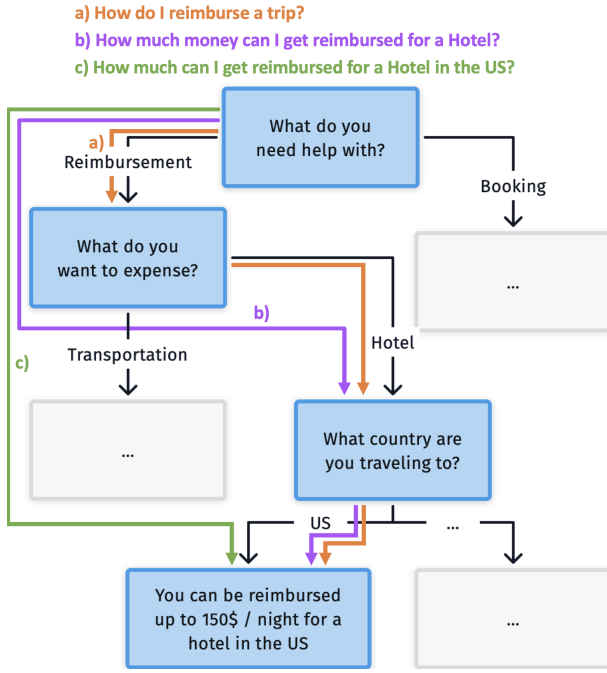 a) How do I reimburse a trip?
b) How much money can I get reimbursed for a Hotel?
c) How much can I get reimbursed for a Hotel in the US?
What do you
need help with?
a)
Reimbursement
Booking
What do you
want to expense?
...
b)
Hotel
Transportation
c)
...
What country are
you traveling to?
US
...
You can be reimbursed
up to 150$ / night for a
hotel in the US
...